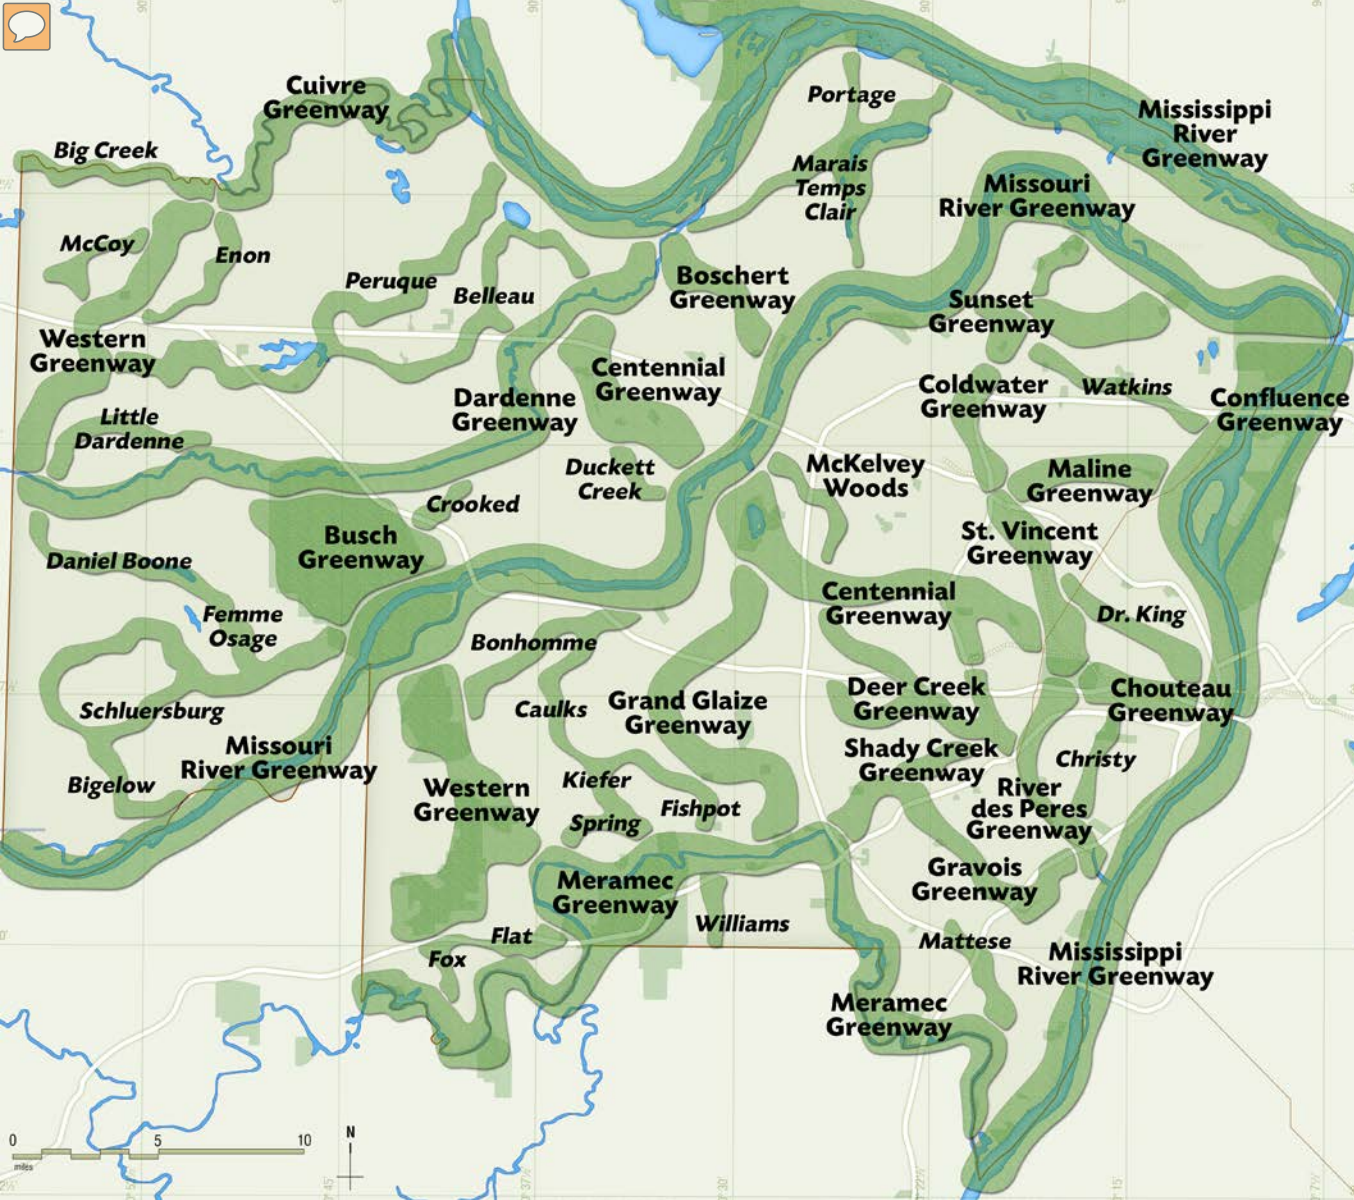 Cuivre
Greenway
Portage
Mississippi
River
Greenway
Big Creek
Marais
Temps
Clair
Missouri
River Greenway
McCoy
Enon
Peruque
Belleau
Boschert
Greenway
Sunset
Greenway
Western
Greenway
Centennial
Greenway
Coldwater
Greenway
Watkins
Confluence
Greenway
Dardenne
Greenway
Little
Dardenne
Duckett
Creek
McKelvey
Woods
Maline
Greenway
Crooked
Busch
Greenway
St. Vincent
Greenway
Daniel Boone
Centennial
Greenway
Dr. King
Femme
Osage
Bonhomme
Schluersburg
Caulks
Grand Glaize
Greenway
Deer Creek
Greenway
Chouteau
Greenway
Missouri
River Greenway
Shady Creek
Greenway
Christy
Bigelow
Western
Greenway
Kiefer
Fishpot
Spring
River
des Peres
Greenway
Meramec
Greenway
Gravois
Greenway
Williams
Flat
Fox
Mattese
Mississippi
River Greenway
Meramec
Greenway
0 5 10
miles
N